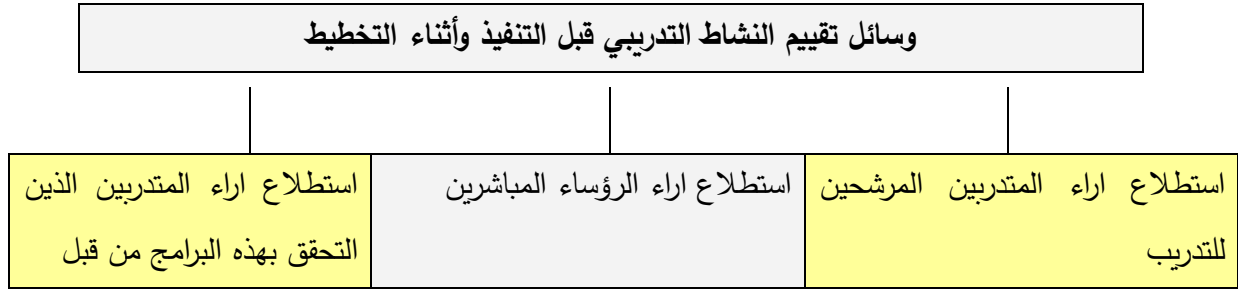 وسائل تقييم النشاط التدريبي قبل التنفيذ وأثناء التخطيط
استطلاع اراء المتدربين المرشحين
للتدريب
استطلاع اراء الرؤساء المباشرين
استطلاع اراء المتدربين الذين
التحقق بهذه البرامج من قبل